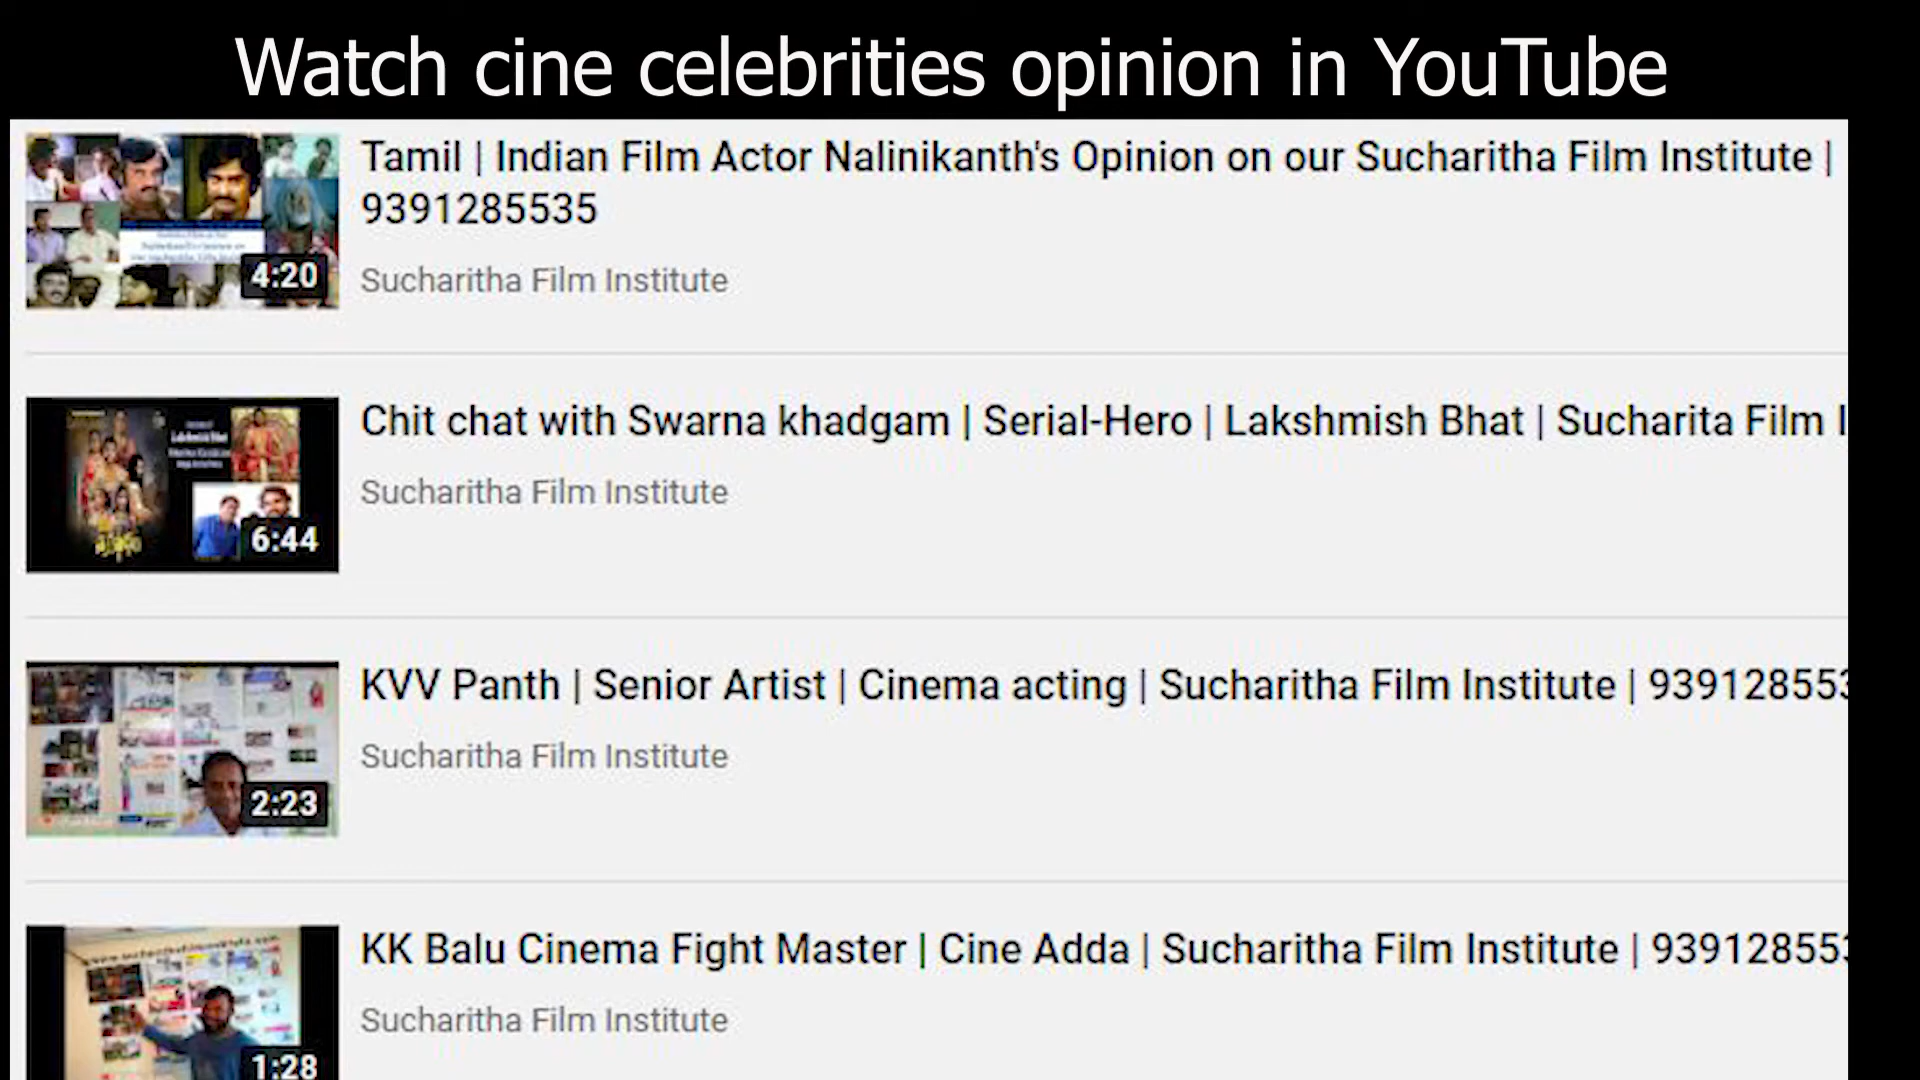 Watch cine celebrities opinion in YouTube
Tamil | Indian Film Actor Nalinikanth's Opinion on our Sucharitha Film Institute |
9391285535
Sucharitha Film Institute
4:20
Chit chat with Swarna khadgam | Serial-Hero | Lakshmish Bhat | Sucharita Film I
Sucharitha Film Institute
6:44
KVV Panth | Senior Artist | Cinema acting | Sucharitha Film Institute | 939128553
Sucharitha Film Institute
2:23
KK Balu Cinema Fight Master | Cine Adda | Sucharitha Film Institute | 939128553
Sucharitha Film Institute
1:28